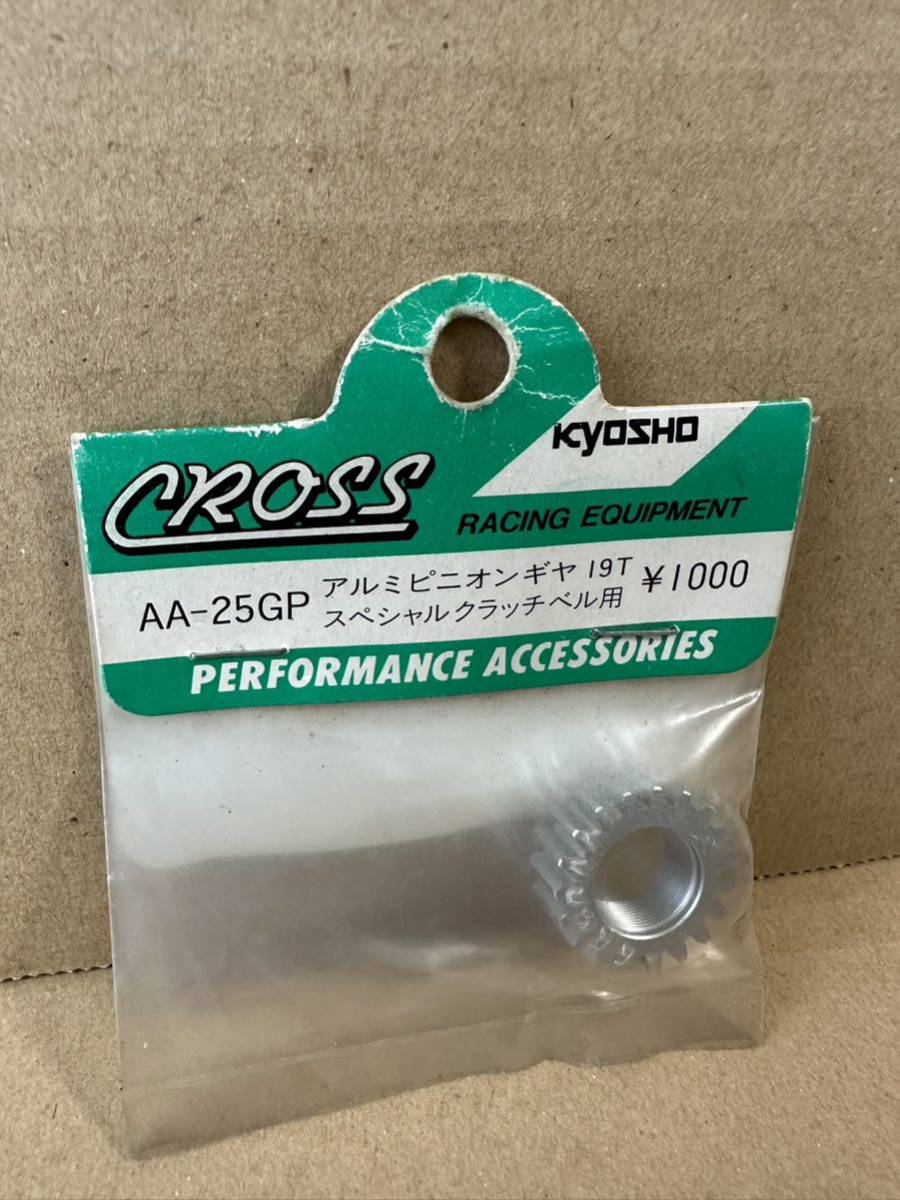 KYOSHO
CROSS
RACING EQUIPMENT
AA-25GP アルミピニオンギヤ 19T ¥1000
スペシャルクラッチベル用
PERFORMANCE ACCESSORIES